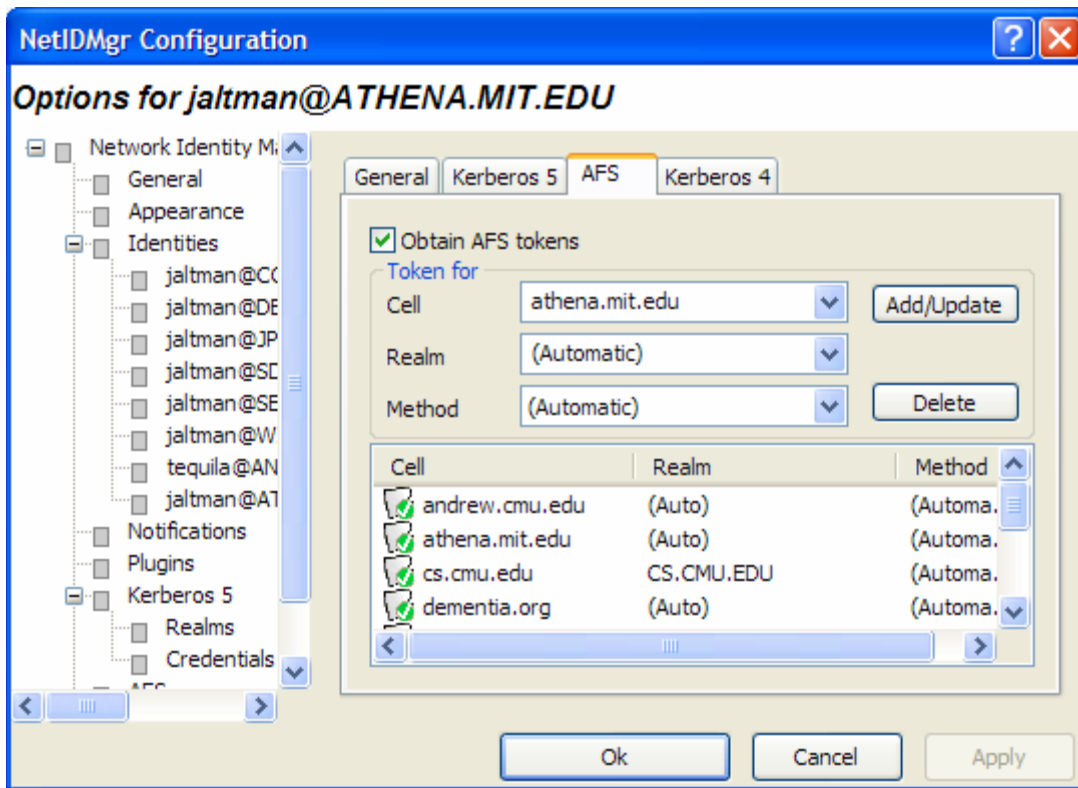 NetIDMgr Configuration
Options for jaltman@ATHENA.MIT.EDU
Network Identity Ma
General
Appearance
Identities
jaltman@CC
jaltman@DE
jaltman@JP
jaltman@SD
jaltman@SE
jaltman@W
tequila@AN
jaltman@AT
Notifications
Plugins
Kerberos 5
Realms
Credentials
AFS
General Kerberos 5 AFS Kerberos 4
Obtain AFS tokens
Token for
Cell athena.mit.edu Add/Update
Realm (Automatic)
Method (Automatic) Delete
Cell Realm Method
andrew.cmu.edu (Auto) (Automa.
athena.mit.edu (Auto) (Automa.
cs.cmu.edu CS.CMU.EDU (Automa.
dementia.org (Auto) (Automa.
Ok Cancel Apply